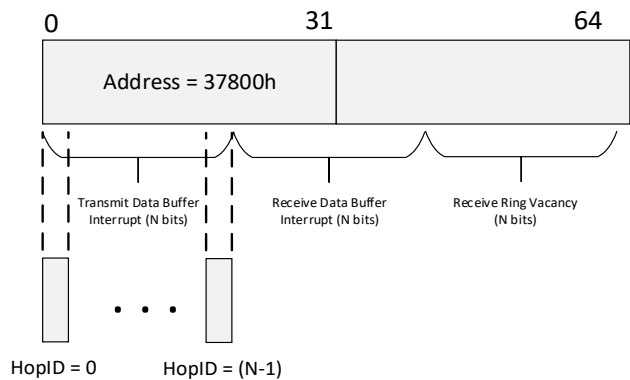 0 31 64
Address = 37800h
Transmit Data Buffer
Interrupt (N bits)
Receive Data Buffer
Interrupt (N bits)
Receive Ring Vacancy
(N bits)
. . .
HopID = 0 HopID = (N-1)